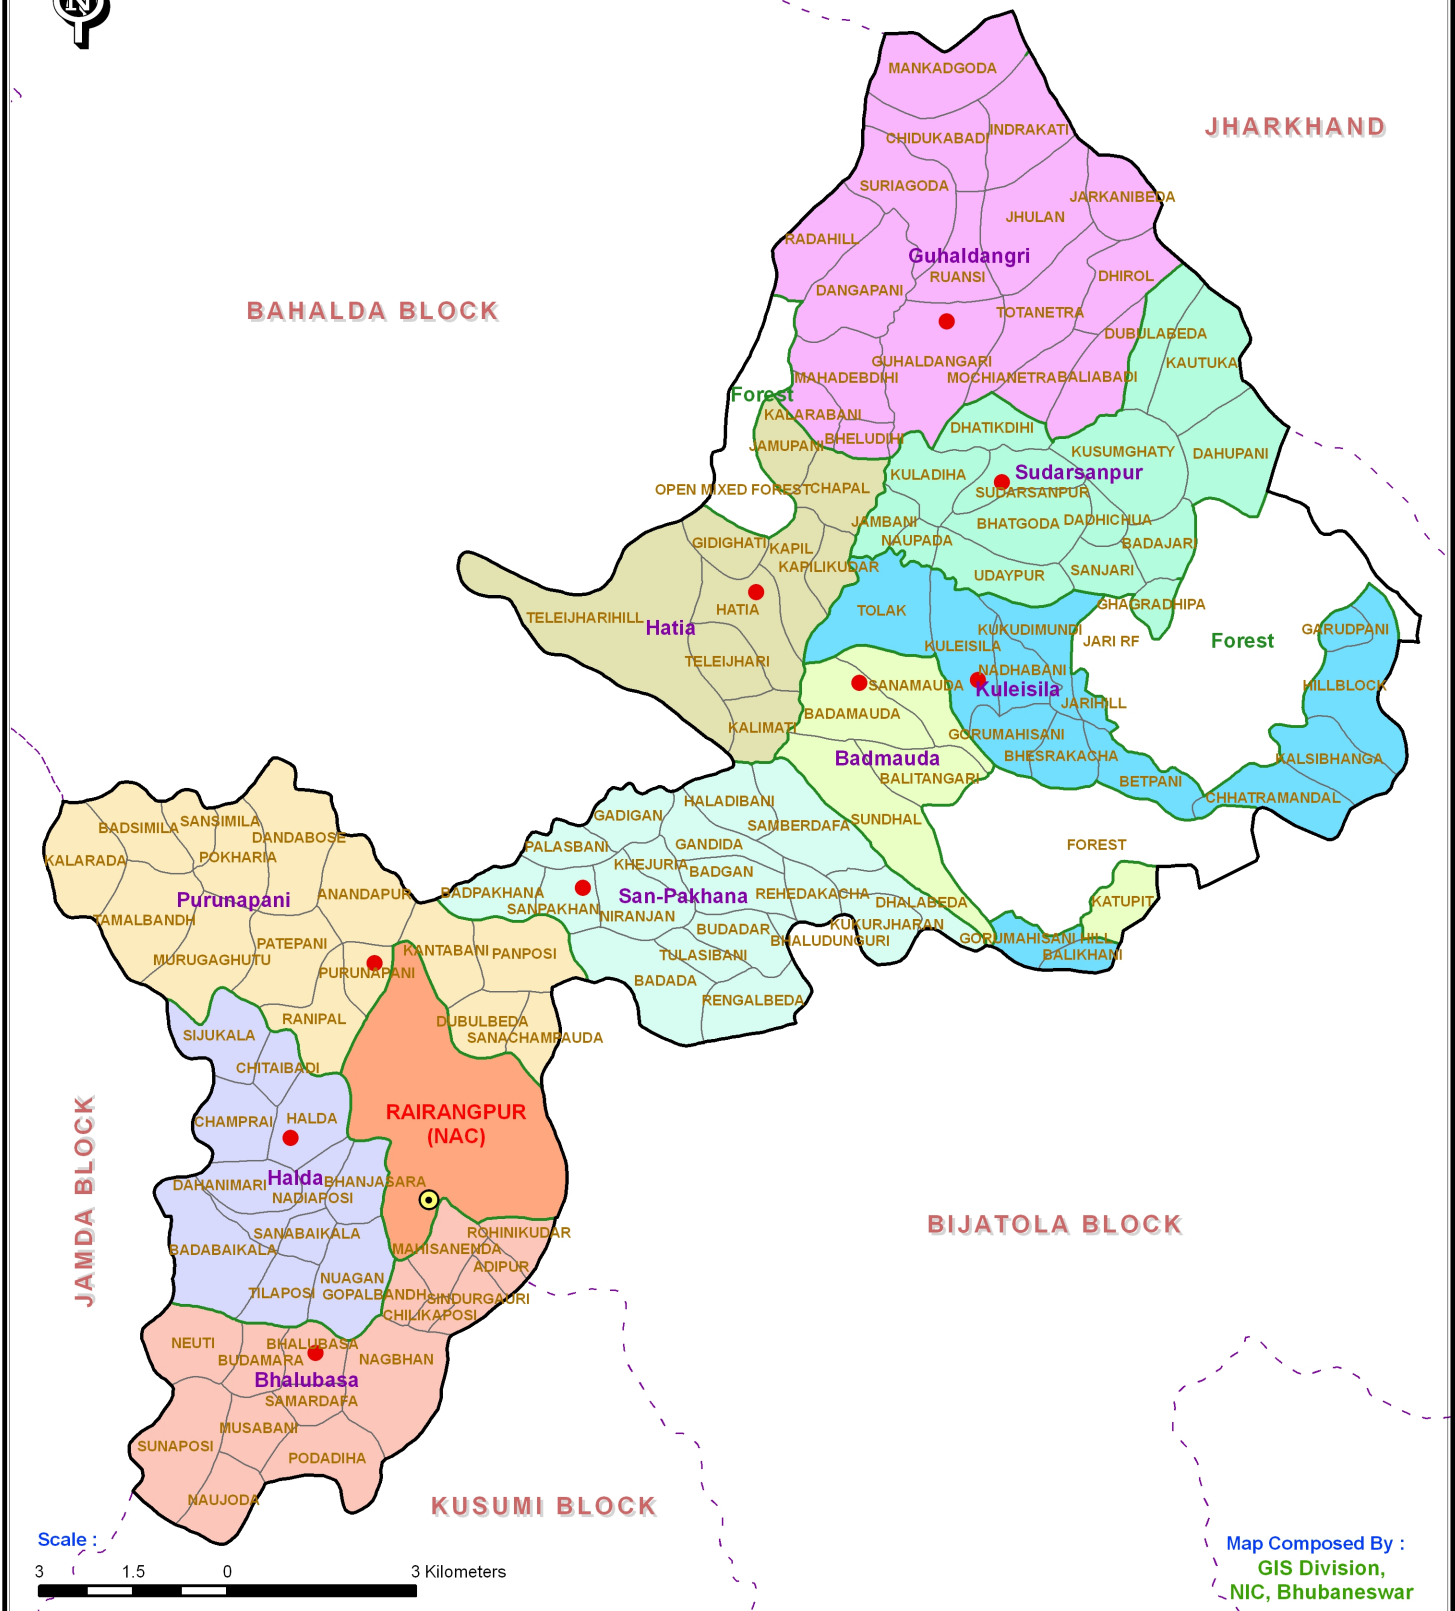 N
MANKADGODA
JHARKHAND
INDRAKATI
CHIDUKABADI
SURIAGODA
JARKANIBEDA
JHULAN
RADAHILL
Guhaldangri
RUANSI
DHIROL
DANGAPANI
BAHALDA BLOCK
TOTANETRA
DUBULABEDA
GUHALDANGARI
KAUTUKA
MAHADEBDIHI
MOCHIANETRA
BALIABADI
Forest
KALARABANI
DHATIKDIHI
BHELUDIHI
JAMUPANI
KUSUMGHATY
DAHUPANI
KULADIHA
Sudarsanpur
OPEN MIXED FOREST
CHAPAL
SUDARSANPUR
JAMBANI
BHATGODA
DADHICHUA
NAUPADA
BADAJARI
GIDIGHATI
KAPIL
KAPILIKUDAR
UDAYPUR
SANJARI
TOLAK
HATIA
GHAGRADHIPA
TELEIJHARIHILL
Hatia
KUKUDIMUNDI
GARUDPANI
JARI RF
Forest
KULEISILA
TELEIJHARI
NADHABANI
SANAMAUDA
Kuleisila
HILLBLOCK
JARIHILL
BADAMAUDA
KALIMATI
GORUMAHISANI
Badmauda
BHESRAKACHA
KALSIBHANGA
BALITANGARI
BETPANI
CHHATRAMANDAL
HALADIBANI
GADIGAN
SUNDHAL
SAMBERDAFA
SANSIMILA
BADSIMILA
DANDABOSE
PALASBANI
GANDIDA
FOREST
POKHARIA
KALARADA
KHEJURIA
BADGAN
ANANDAPUR
BADPAKHANA
San-Pakhana
REHEDAKACHA
Purunapani
DHALABEDA
KATUPIT
SANPAKHAN
NIRANJAN
TAMALBANDH
KUKURJHARAN
BUDADAR
BHALUDUNGURI
GORUMAHISANI HILL
PATEPANI
KANTABANI
PANPOSI
TULASIBANI
BALIKHANI
MURUGAGHUTU
PURUNAPANI
BADADA
RENGALBEDA
RANIPAL
DUBULBEDA
SIJUKALA
SANACHAMPAUDA
CHITAIBADI
RAIRANGPUR
(NAC)
CHAMPRAI
HALDA
JAMDA BLOCK
Halda
BHANJASARA
DAHANIMARI
NADIAPOSI
BIJATOLA BLOCK
SANABAIKALA
ROHINIKUDAR
BADABAIKALA
MAHISANENDA
ADIPUR
NUAGAN
TILAPOSI
GOPALBANDH
SINDURGAURI
CHILIKAPOSI
NEUTI
BHALUBASA
BUDAMARA
NAGBHAN
Bhalubasa
SAMARDAFA
MUSABANI
SUNAPOSI
PODADIHA
NAUJODA
KUSUMI BLOCK
Scale :
3 1.5 0 3 Kilometers
Map Composed By :
GIS Division,
NIC, Bhubaneswar